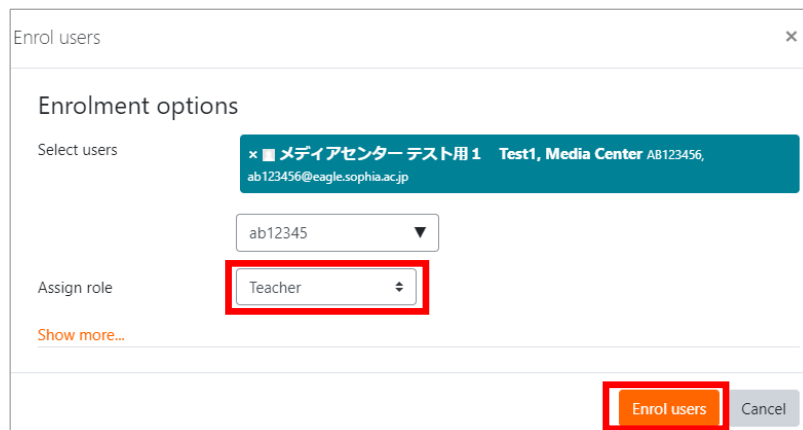 Enrol users ×
Enrolment options
Select users
× メディアセンター テスト用１ Test1, Media Center AB123456,
ab123456@eagle.sophia.ac.jp
ab12345 ▼
Assign role
Teacher
Show more...
Enrol users
Cancel